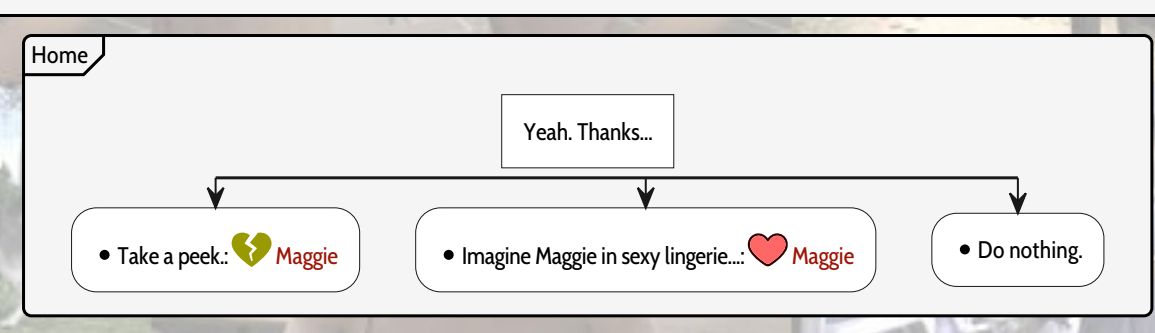 Home
Yeah. Thanks...
• Take a peek.: Maggie
• Imagine Maggie in sexy lingerie...: Maggie
• Do nothing.